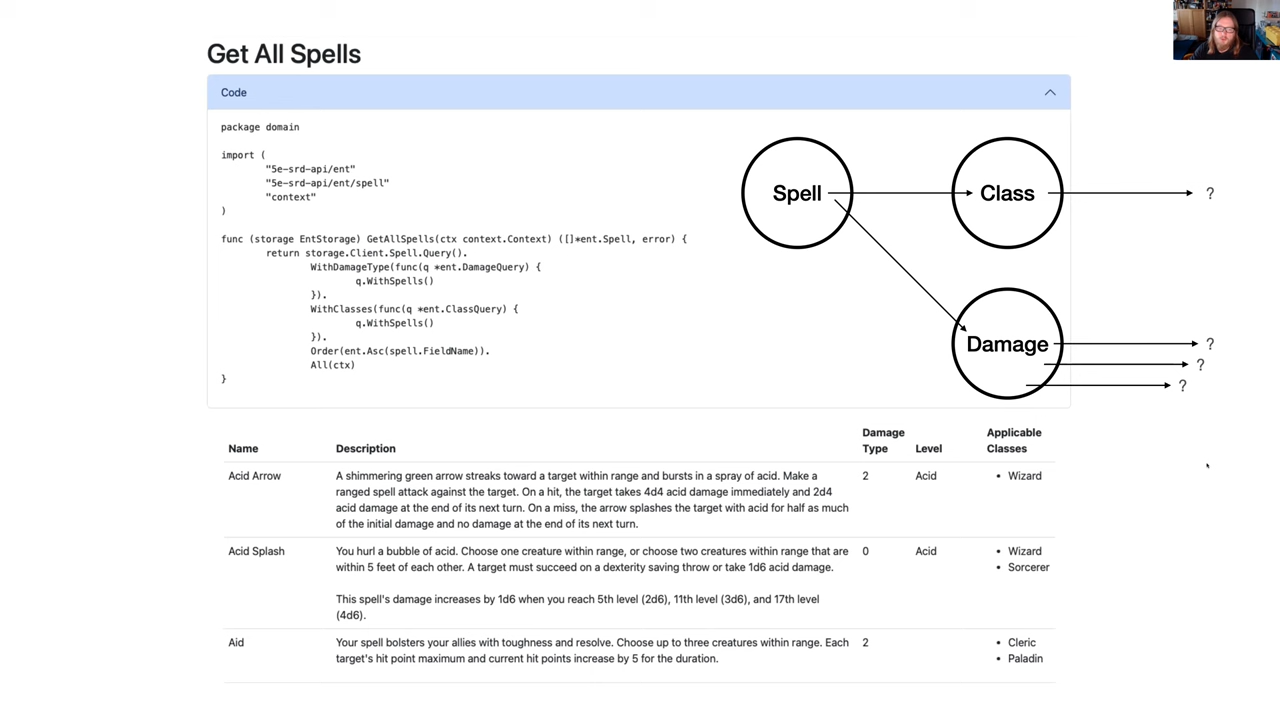 Get All Spells
Code
package domain
import (
"5e-srd-api/ent"
"5e-srd-api/ent/spell"
"context"
)
func (storage EntStorage) GetAllSpells(ctx context.Context) ([]*ent.Spell, error) {
return storage.Client.Spell.Query().
WithDamageType(func(q *ent.DamageQuery) {
q.WithSpells()
}).
WithClasses(func(q *ent.ClassQuery) {
q.WithSpells()
}).
Order(ent.Asc(spell.FieldName)).
All(ctx)
}
Spell
Class
?
Damage
?
?
?
Name Description Damage Type Level Applicable Classes
Acid Arrow
A shimmering green arrow streaks toward a target within range and bursts in a spray of acid. Make a
ranged spell attack against the target. On a hit, the target takes 4d4 acid damage immediately and 2d4
acid damage at the end of its next turn. On a miss, the arrow splashes the target with acid for half as much
of the initial damage and no damage at the end of its next turn.
2
Acid
• Wizard
Acid Splash
You hurl a bubble of acid. Choose one creature within range, or choose two creatures within range that are
within 5 feet of each other. A target must succeed on a dexterity saving throw or take 1d6 acid damage.
This spell's damage increases by 1d6 when you reach 5th level (2d6), 11th level (3d6), and 17th level
(4d6).
0
Acid
• Wizard
• Sorcerer
Aid
Your spell bolsters your allies with toughness and resolve. Choose up to three creatures within range. Each
target's hit point maximum and current hit points increase by 5 for the duration.
2
• Cleric
• Paladin